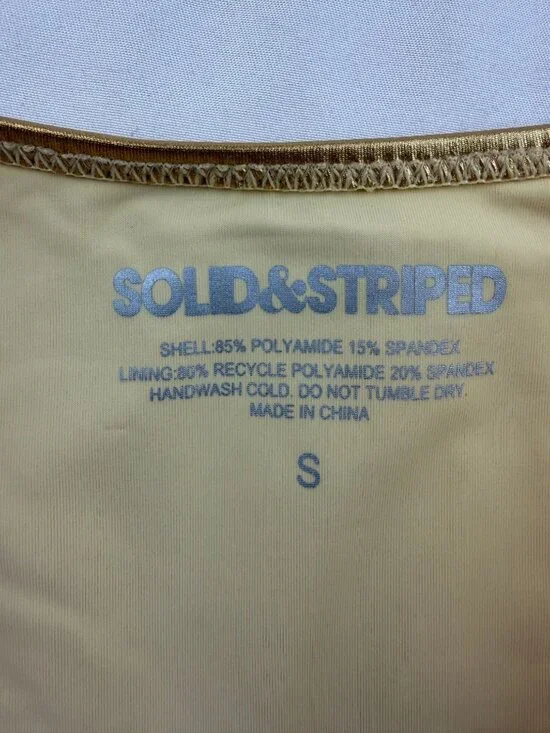 SOLID&STRIPED
SHELL:85% POLYAMIDE 15% SPANDEX
LINING:80% RECYCLE POLYAMIDE 20% SPANDEX
HANDWASH COLD. DO NOT TUMBLE DRY.
MADE IN CHINA
S